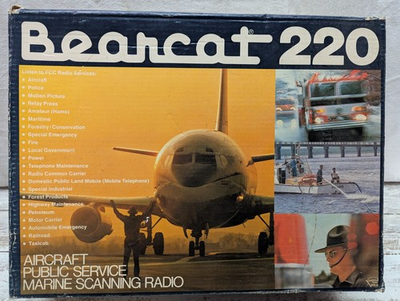 Bearcat 220
Listen to FCC Radio Services:
• Aircraft
• Police
• Motion Picture
• Relay Press
• Amateur (Hams)
• Maritime
• Forestry/Conservation
• Special Emergency
• Fire
• Local Government
• Power
• Telephone Maintenance
• Radio Common Carrier
• Domestic Public Land Mobile (Mobile Telephone)
• Special Industrial
• Forest Products
• Highway Maintenance
• Petroleum
• Motor Carrier
• Automobile Emergency
• Railroad
• Taxicab
AIRCRAFT
PUBLIC SERVICE
MARINE SCANNING RADIO